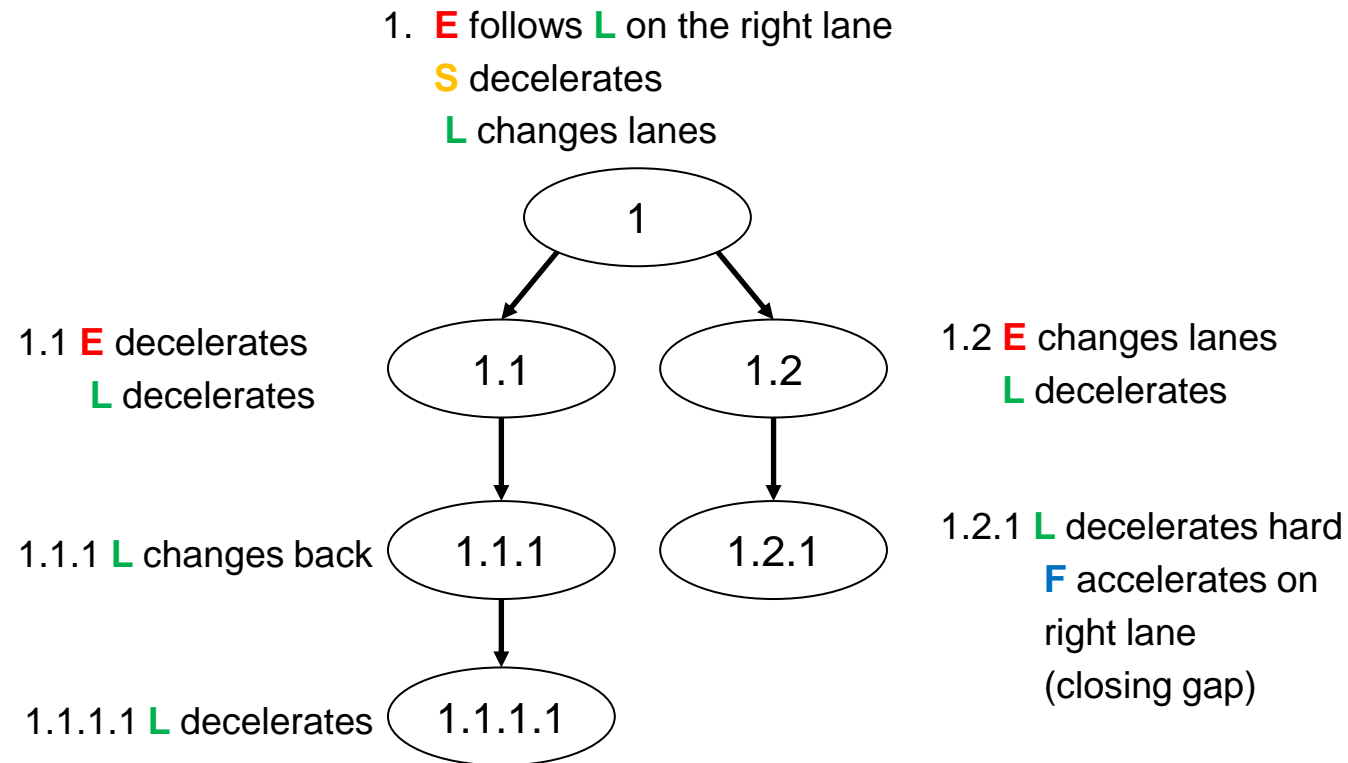 1. E follows L on the right lane
S decelerates
L changes lanes
1
1.1 E decelerates
L decelerates
1.1
1.2
1.2 E changes lanes
L decelerates
1.1.1 L changes back
1.1.1
1.2.1
1.2.1 L decelerates hard
F accelerates on
right lane
(closing gap)
1.1.1.1 L decelerates
1.1.1.1